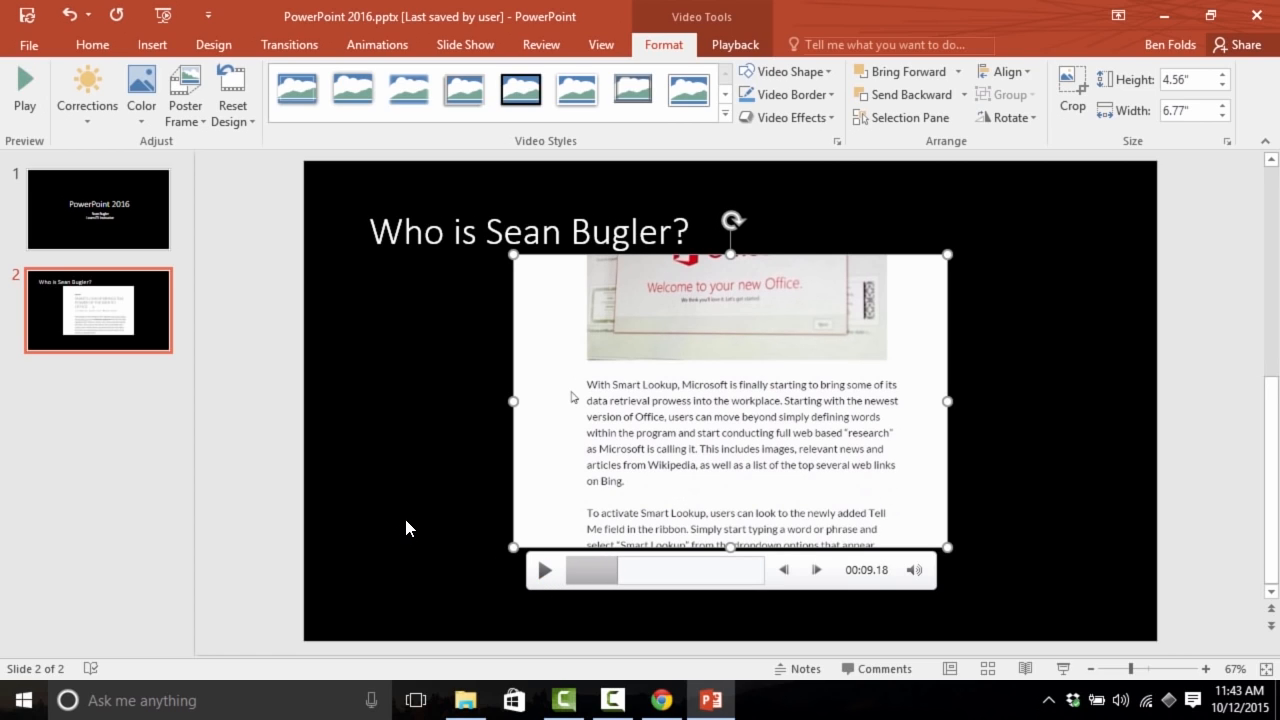 PowerPoint 2016.pptx [Last saved by user] - PowerPoint
Video Tools
File Home Insert Design Transitions Animations Slide Show Review View Format Playback Tell me what you want to do... Ben Folds Share
Play
Corrections
Color
Poster Frame
Reset Design
Video Shape
Video Border
Video Effects
Bring Forward
Send Backward
Selection Pane
Align
Group
Rotate
Crop
Height: 4.56"
Width: 6.77"
Preview Adjust Video Styles Arrange Size
1
PowerPoint 2016
2
Who is Sean Bugler?
Who is Sean Bugler?
Welcome to your new Office.
We think you'll love it. Let's get started.
With Smart Lookup, Microsoft is finally starting to bring some of its
data retrieval prowess into the workplace. Starting with the newest
version of Office, users can move beyond simply defining words
within the program and start conducting full web based "research"
as Microsoft is calling it. This includes images, relevant news and
articles from Wikipedia, as well as a list of the top several web links
on Bing.
To activate Smart Lookup, users can look to the newly added Tell
Me field in the ribbon. Simply start typing a word or phrase and
select "Smart Lookup" from the dropdown options that appear.
00:09.18
Slide 2 of 2 Notes Comments 67%
Ask me anything
11:43 AM
10/12/2015